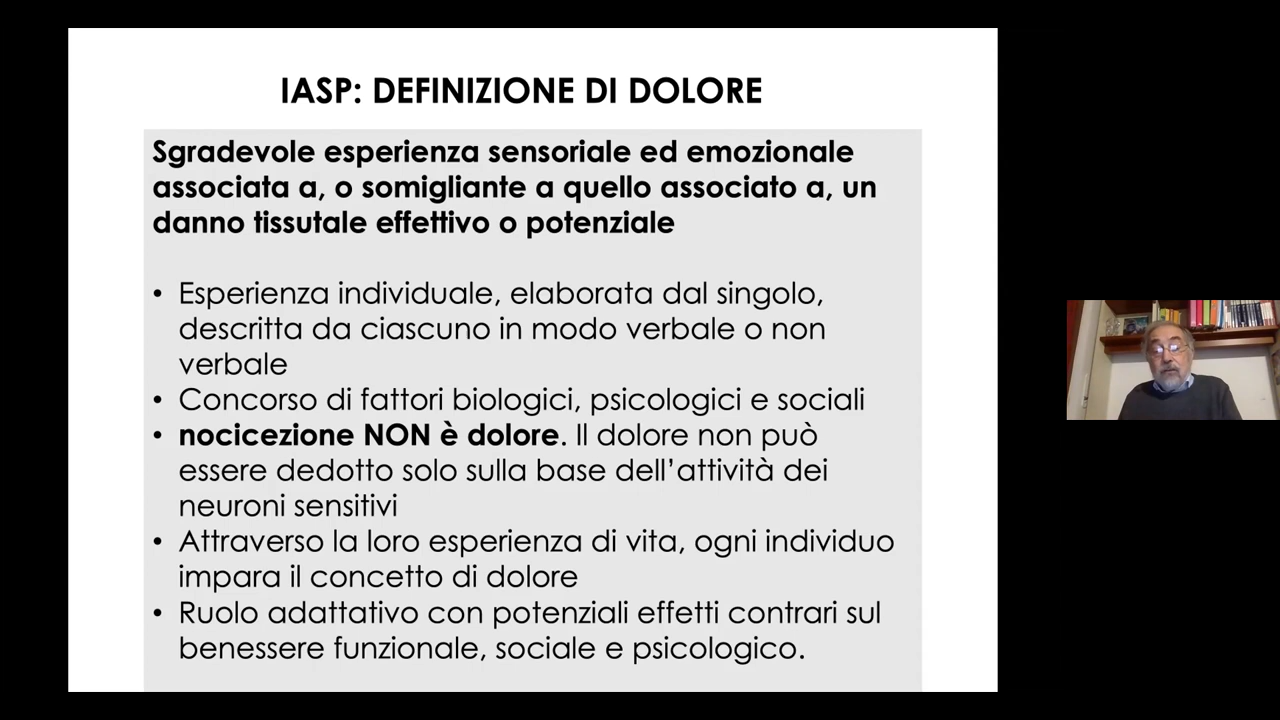 IASP: DEFINIZIONE DI DOLORE
Sgradevole esperienza sensoriale ed emozionale
associata a, o somigliante a quello associato a, un
danno tissutale effettivo o potenziale
• Esperienza individuale, elaborata dal singolo,
descritta da ciascuno in modo verbale o non
verbale
• Concorso di fattori biologici, psicologici e sociali
• nocicezione NON è dolore. Il dolore non può
essere dedotto solo sulla base dell’attività dei
neuroni sensitivi
• Attraverso la loro esperienza di vita, ogni individuo
impara il concetto di dolore
• Ruolo adattativo con potenziali effetti contrari sul
benessere funzionale, sociale e psicologico.